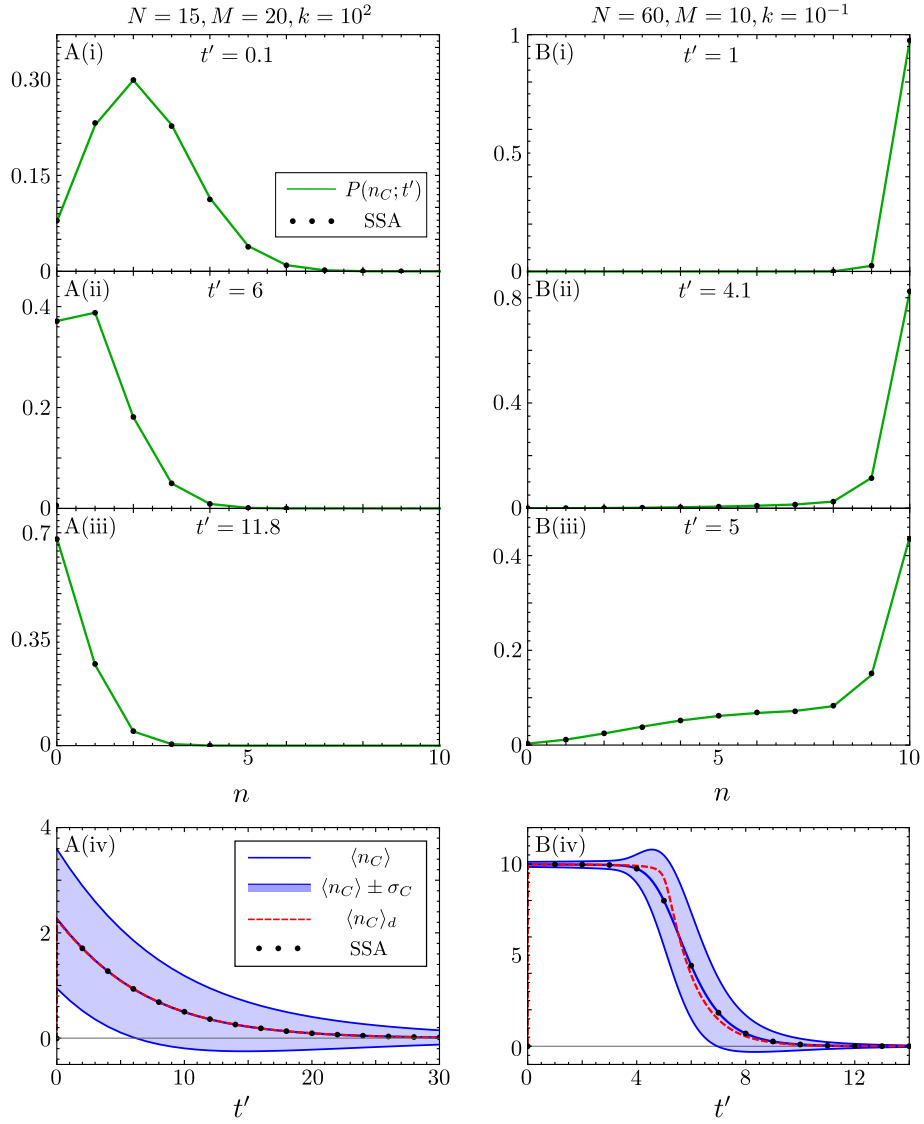 N = 15, M = 20, k = 10²
A(i)
t′ = 0.1
0.30
0.15
0
P(n_C; t′)
SSA
A(ii)
t′ = 6
0.4
0.2
0
A(iii)
t′ = 11.8
0.7
0.35
0
0 5 10
n
A(iv)
4
2
0
⟨n_C⟩
⟨n_C⟩ ± σ_C
⟨n_C⟩_d
SSA
0 10 20 30
t′
N = 60, M = 10, k = 10⁻¹
B(i)
t′ = 1
1
0.5
0
B(ii)
t′ = 4.1
0.8
0.4
0
B(iii)
t′ = 5
0.4
0.2
0
0 5 10
n
B(iv)
10
5
0
0 4 8 12
t′